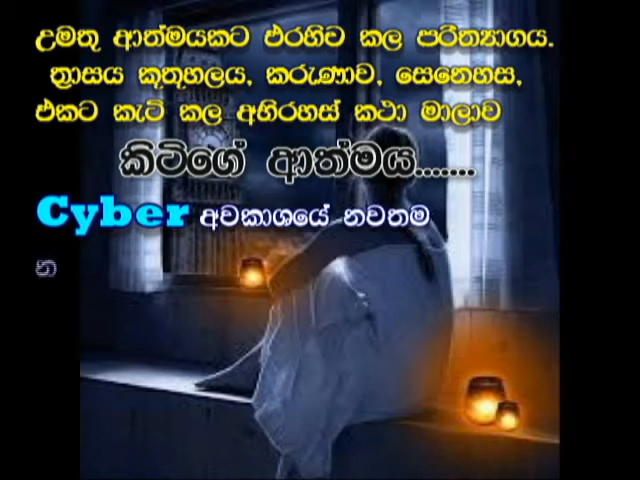 උමතු ආත්මයකට එරහිව කල පරිත්‍යාගය.
ත්‍රාසය කුතුහලය, කරුණාව, සෙනෙහස,
එකට කැටි කල අභිරහස් කථා මාලාව
කිටිගේ ආත්මය.......
Cyber අවකාශයේ නවතම
න